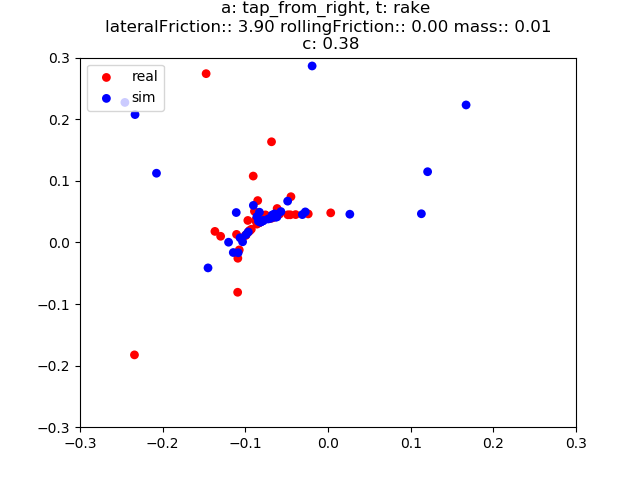 a: tap_from_right, t: rake
lateralFriction:: 3.90 rollingFriction:: 0.00 mass:: 0.01
c: 0.38
real
sim
0.3
0.2
0.1
0.0
−0.1
−0.2
−0.3
−0.3 −0.2 −0.1 0.0 0.1 0.2 0.3